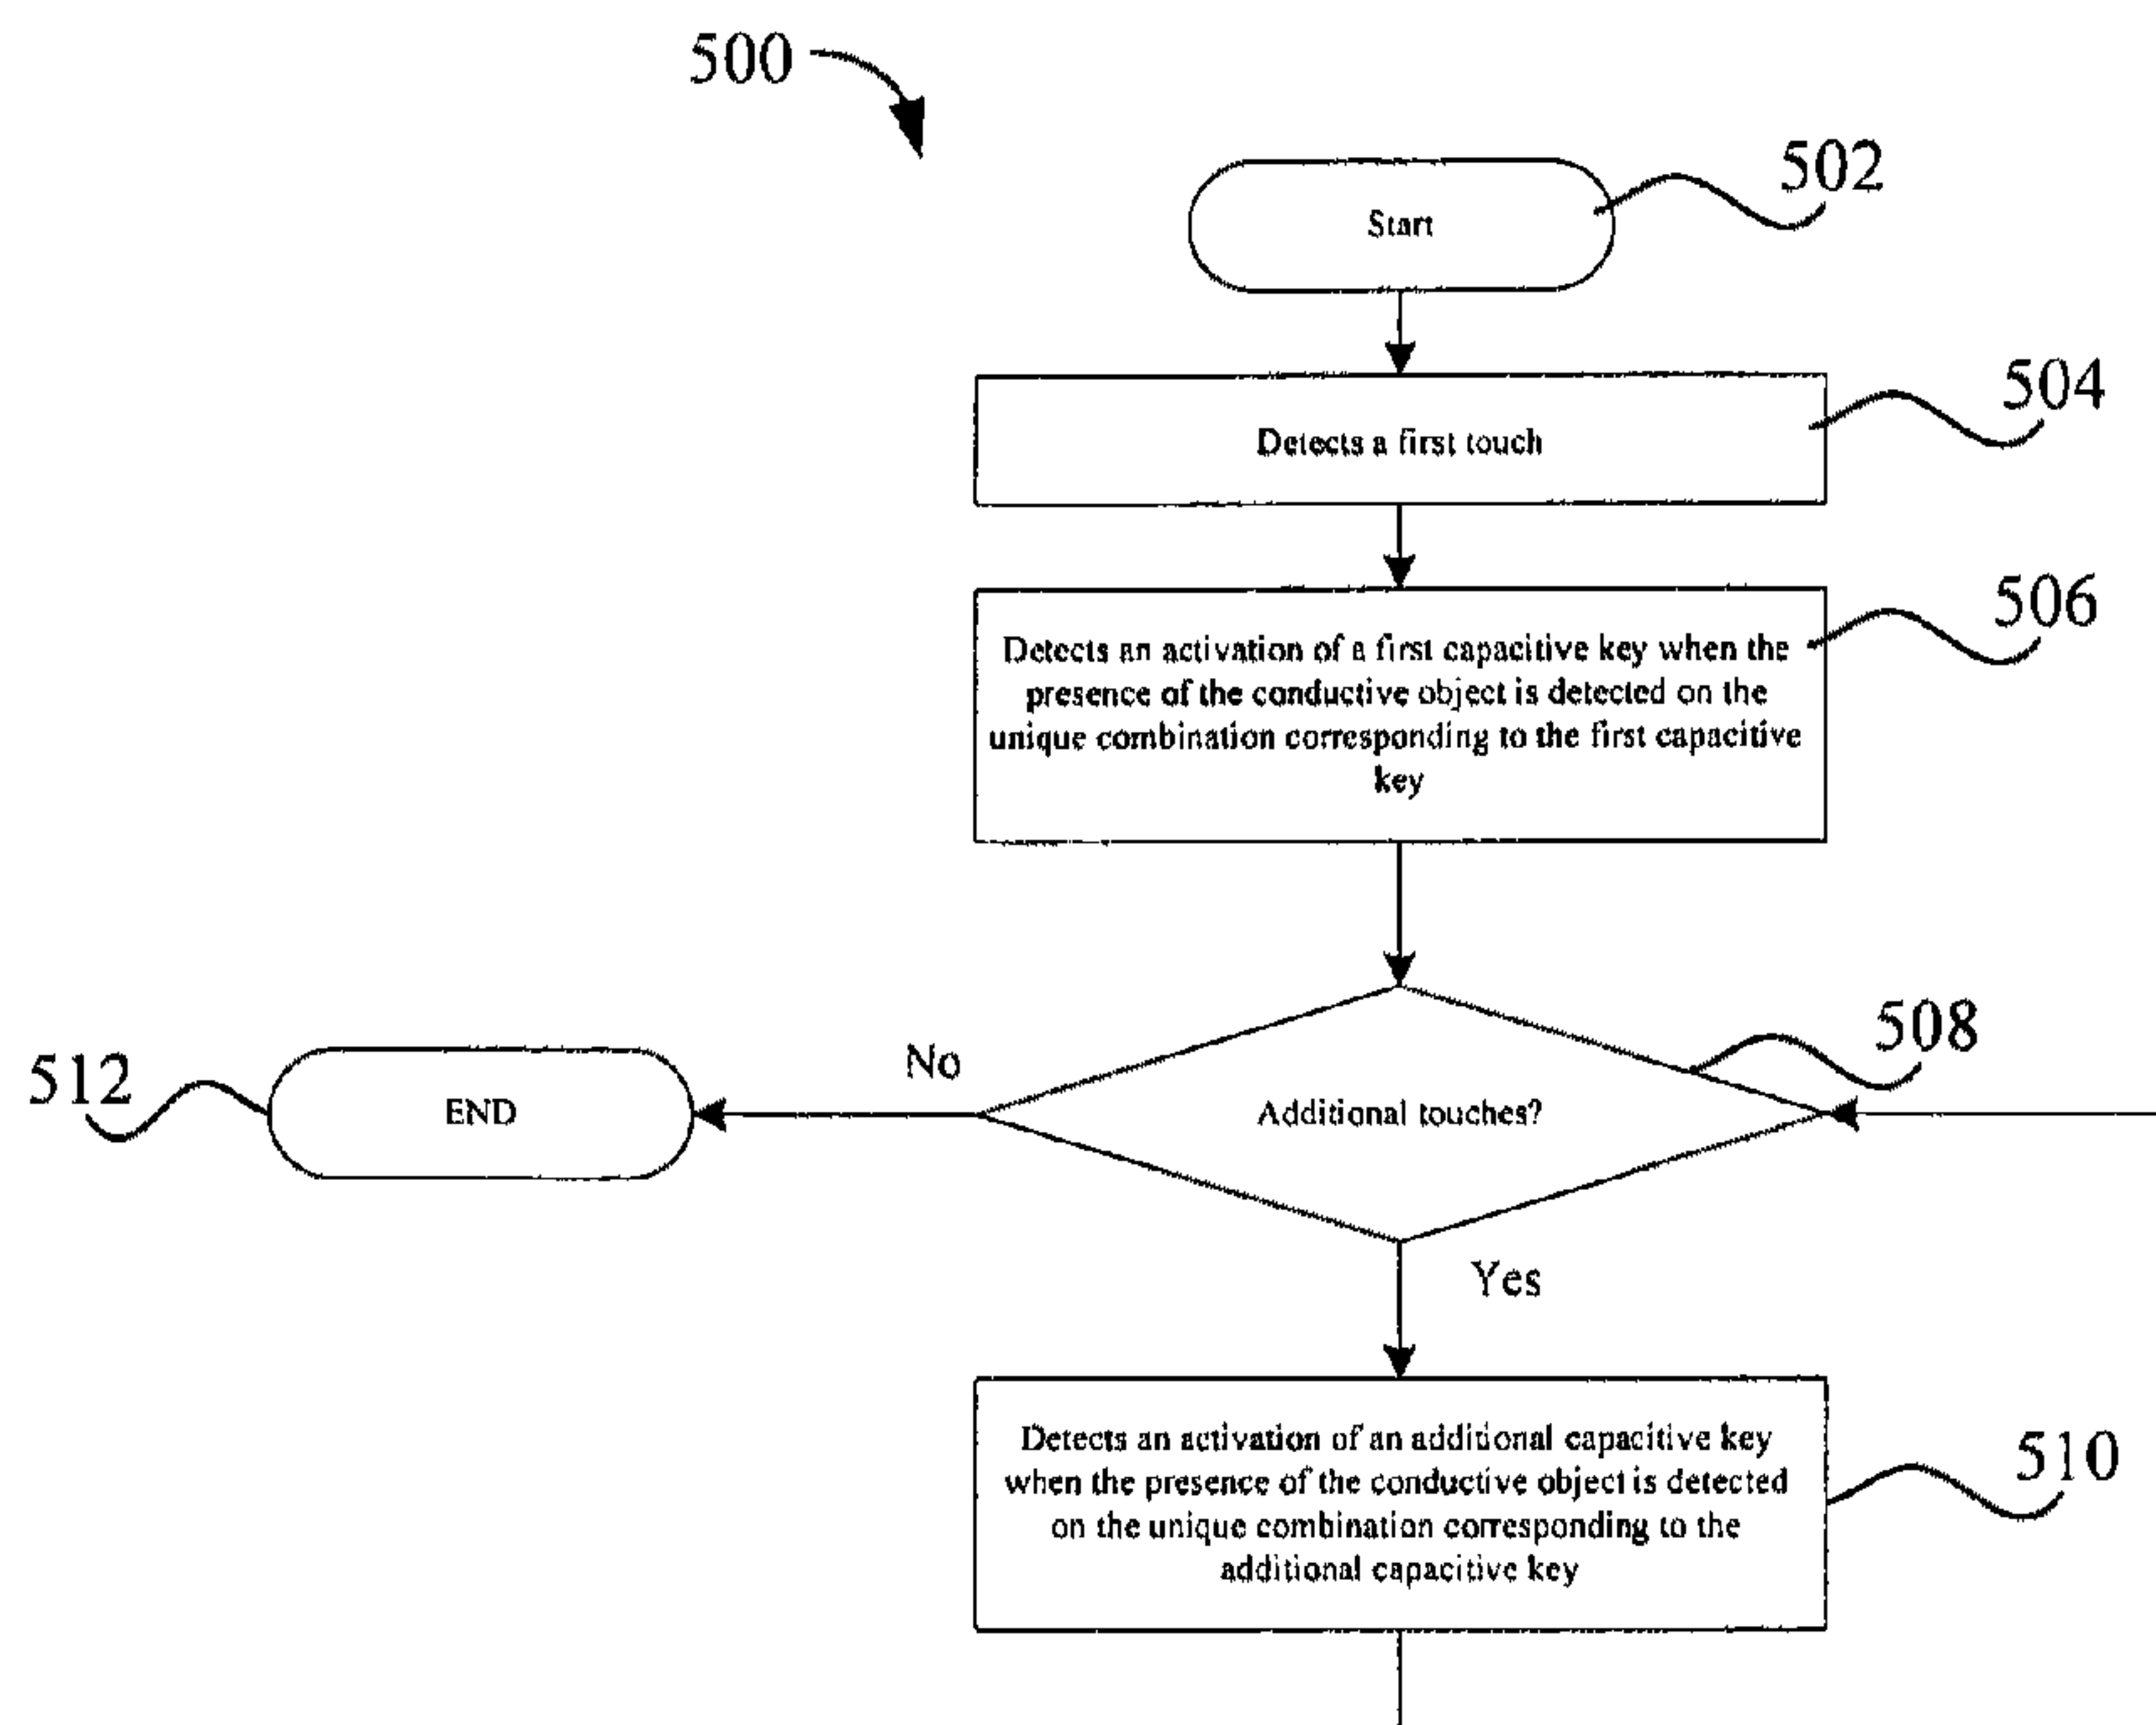 500
502
Start
504
Detects a first touch
506
Detects an activation of a first capacitive key when the
presence of the conductive object is detected on the
unique combination corresponding to the first capacitive
key
508
512
No
END
Additional touches?
Yes
Detects an activation of an additional capacitive key
when the presence of the conductive object is detected
on the unique combination corresponding to the
additional capacitive key
510